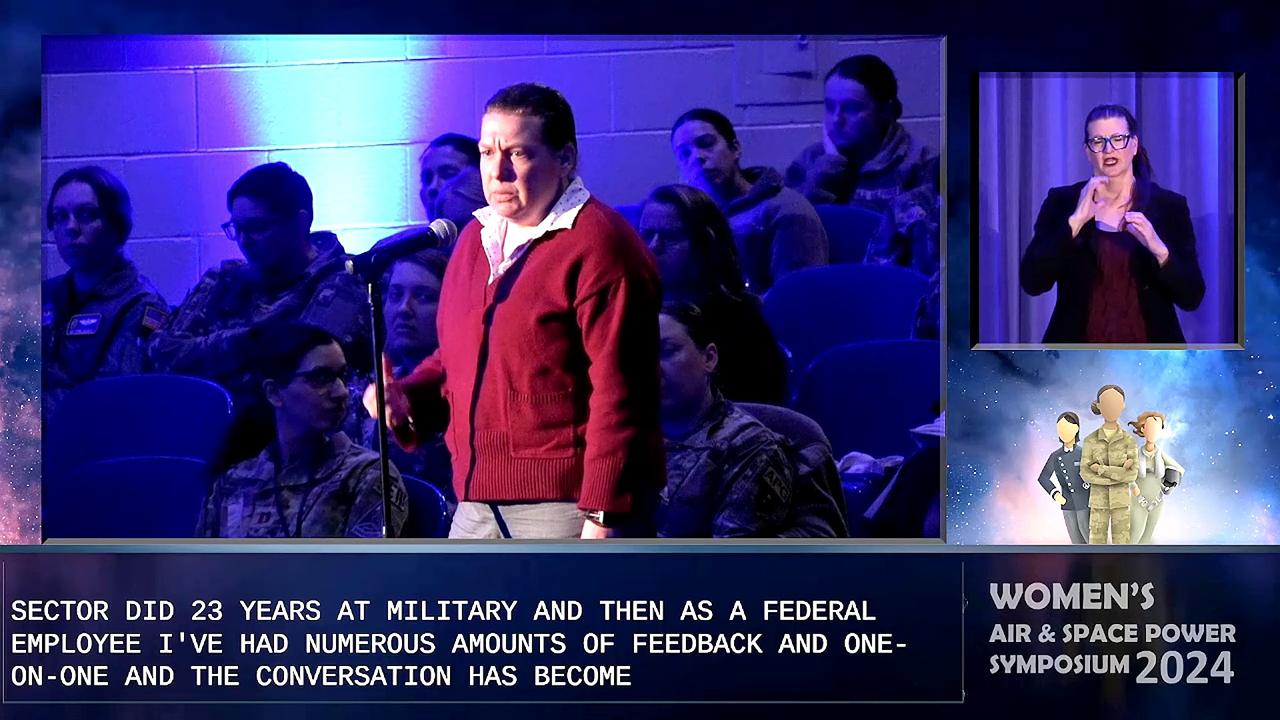 SECTOR DID 23 YEARS AT MILITARY AND THEN AS A FEDERAL
EMPLOYEE I'VE HAD NUMEROUS AMOUNTS OF FEEDBACK AND ONE-
ON-ONE AND THE CONVERSATION HAS BECOME
WOMEN'S
AIR & SPACE POWER
SYMPOSIUM 2024